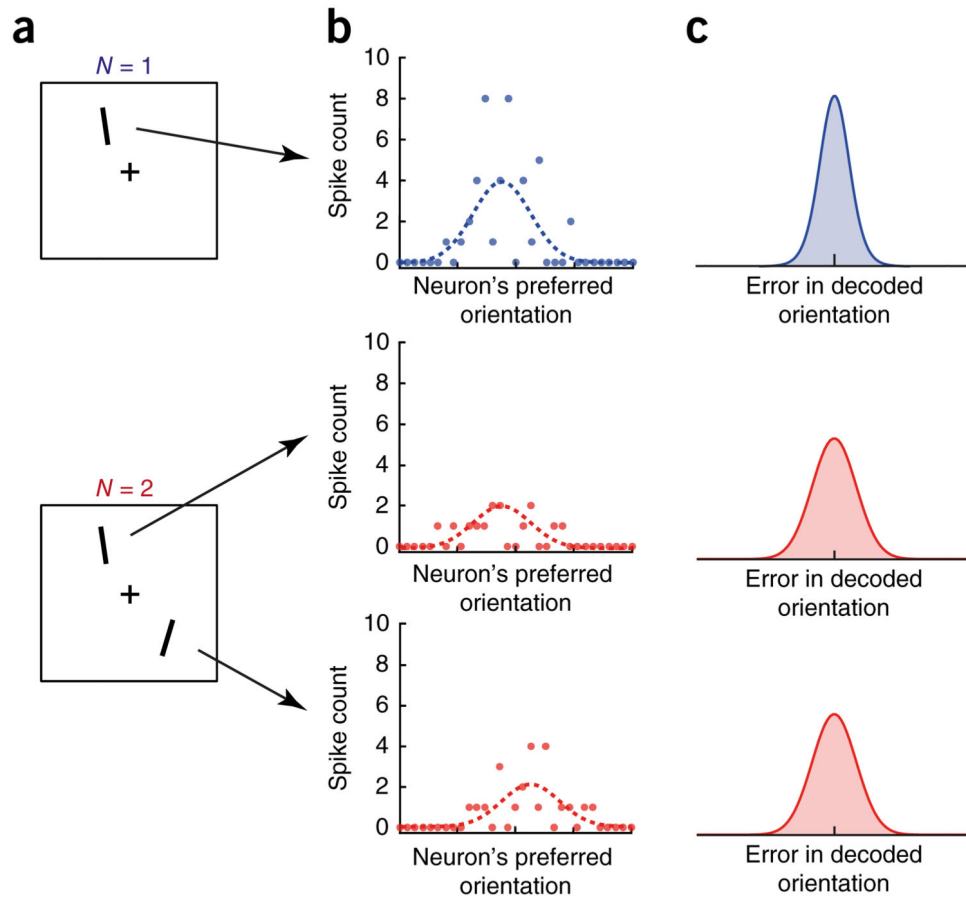 a
b
c
N = 1
10
8
6
4
2
0
Spike count
Neuron's preferred
orientation
Error in decoded
orientation
N = 2
10
8
6
4
2
0
Spike count
Neuron's preferred
orientation
Error in decoded
orientation
10
8
6
4
2
0
Spike count
Neuron's preferred
orientation
Error in decoded
orientation